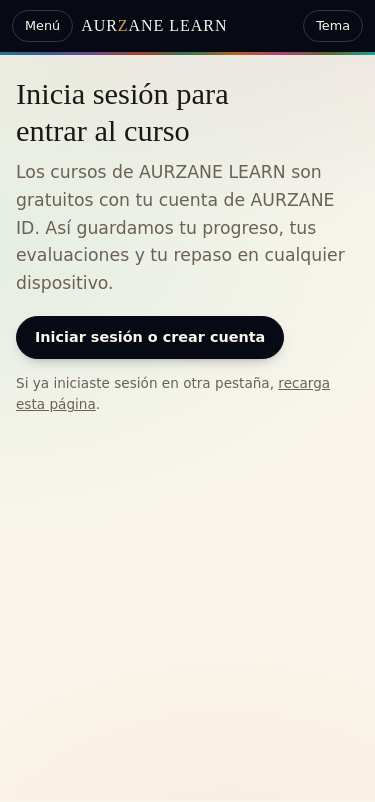 Menú
AURZANE LEARN
Tema
Inicia sesión para
entrar al curso
Los cursos de AURZANE LEARN son
gratuitos con tu cuenta de AURZANE
ID. Así guardamos tu progreso, tus
evaluaciones y tu repaso en cualquier
dispositivo.
Iniciar sesión o crear cuenta
Si ya iniciaste sesión en otra pestaña, recarga
esta página.